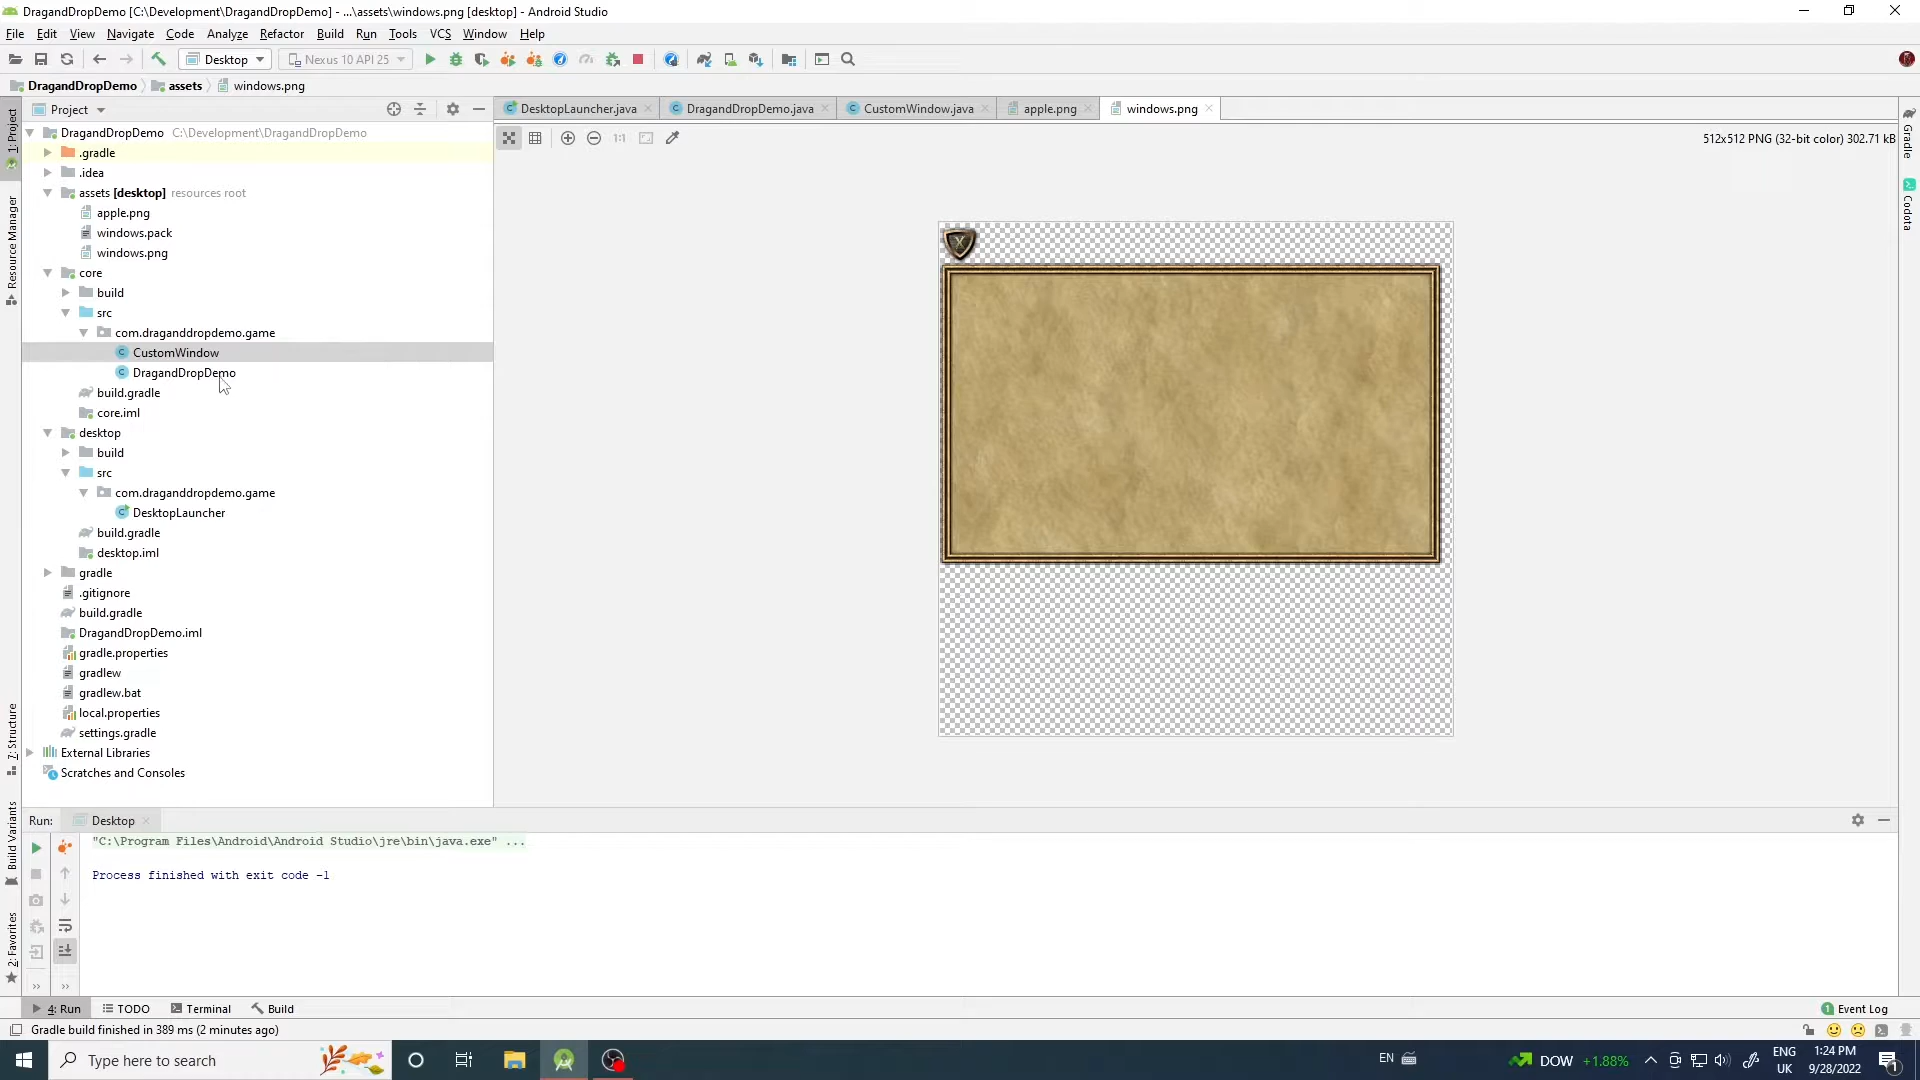 DragandDropDemo [C:\Development\DragandDropDemo] - ...\assets\windows.png [desktop] - Android Studio
File Edit View Navigate Code Analyze Refactor Build Run Tools VCS Window Help
Desktop Nexus 10 API 25
DragandDropDemo assets windows.png
Project
DesktopLauncher.java DragandDropDemo.java CustomWindow.java apple.png windows.png
1:1
512x512 PNG (32-bit color) 302.71 kB
DragandDropDemo C:\Development\DragandDropDemo
.gradle
.idea
assets [desktop] resources root
apple.png
windows.pack
windows.png
core
build
src
com.draganddropdemo.game
CustomWindow
DragandDropDemo
build.gradle
core.iml
desktop
build
src
com.draganddropdemo.game
DesktopLauncher
build.gradle
desktop.iml
gradle
.gitignore
build.gradle
DragandDropDemo.iml
gradle.properties
gradlew
gradlew.bat
local.properties
settings.gradle
External Libraries
Scratches and Consoles
1: Project
Resource Manager
7: Structure
Build Variants
2: Favorites
Gradle
Codota
X
Run: Desktop
"C:\Program Files\Android\Android Studio\jre\bin\java.exe" ...
Process finished with exit code -1
4: Run TODO Terminal Build
Event Log
Gradle build finished in 389 ms (2 minutes ago)
Type here to search
EN
DOW +1.88%
ENG
UK
1:24 PM
9/28/2022
1